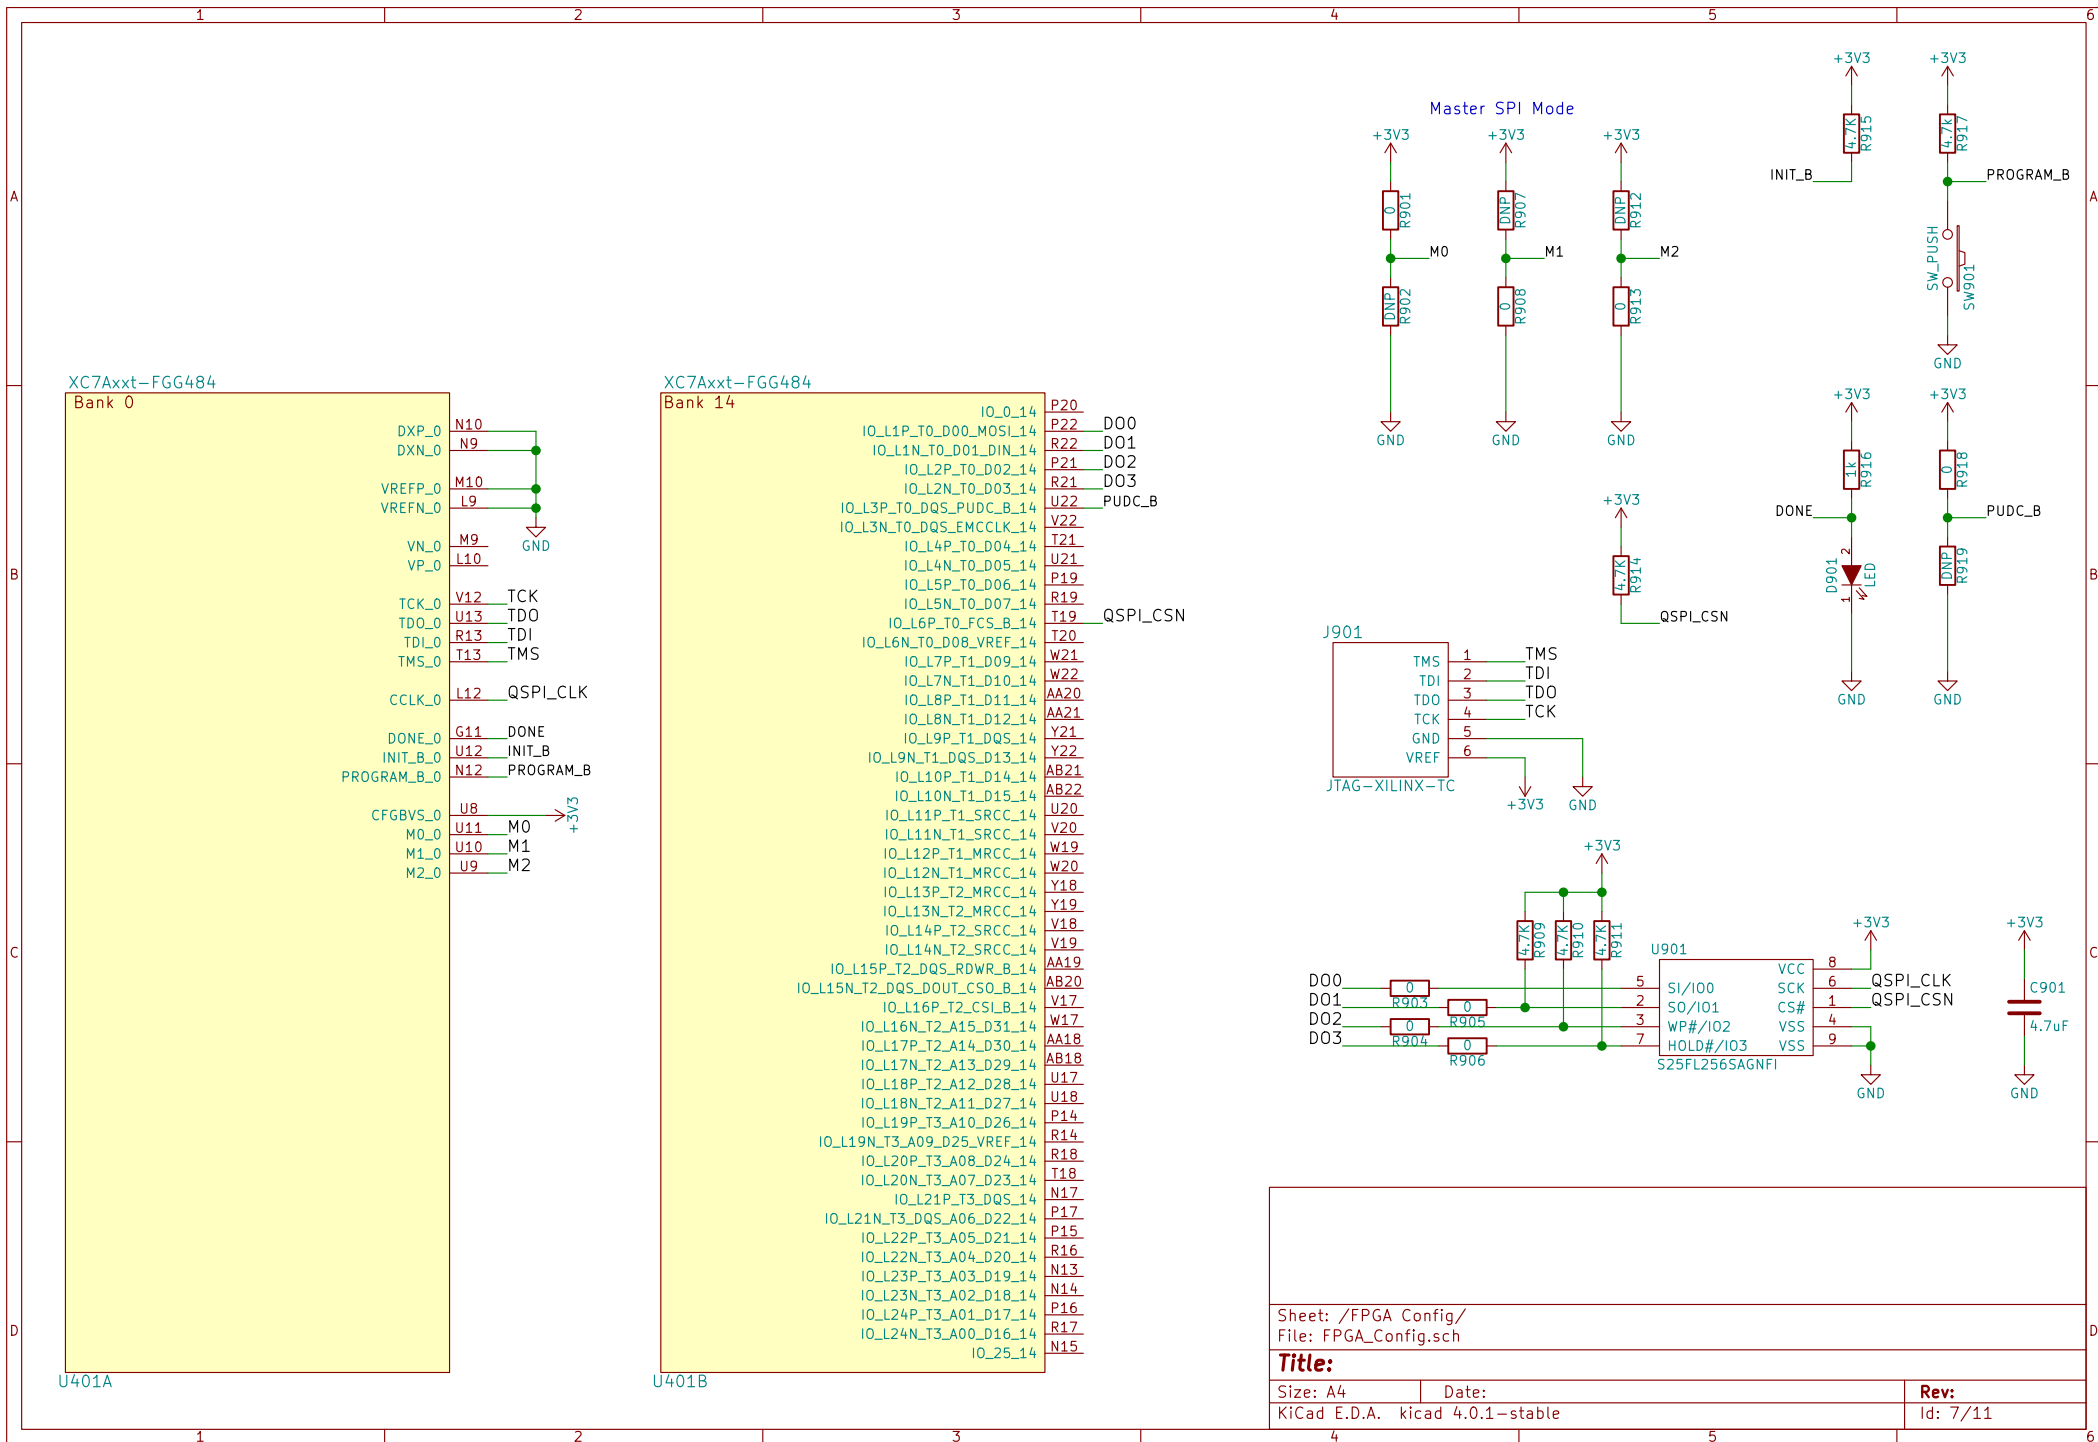 1 2 3 4 5 6
A
B
C
D
A
B
C
D
1 2 3 4 5 6
XC7Axxt-FGG484
Bank 0
DXP_0 N10
DXN_0 N9
VREFP_0 M10
VREFN_0 L9
GND
VN_0 M9
VP_0 L10
TCK_0 V12 TCK
TDO_0 U13 TDO
TDI_0 R13 TDI
TMS_0 T13 TMS
CCLK_0 L12 QSPI_CLK
DONE_0 G11 DONE
INIT_B_0 U12 INIT_B
PROGRAM_B_0 N12 PROGRAM_B
CFGBVS_0 U8 +3V3
M0_0 U11 M0
M1_0 U10 M1
M2_0 U9 M2
U401A
XC7Axxt-FGG484
Bank 14
IO_0_14 P20
IO_L1P_T0_D00_MOSI_14 P22 DO0
IO_L1N_T0_D01_DIN_14 R22 DO1
IO_L2P_T0_D02_14 P21 DO2
IO_L2N_T0_D03_14 R21 DO3
IO_L3P_T0_DQS_PUDC_B_14 U22 PUDC_B
IO_L3N_T0_DQS_EMCCLK_14 V22
IO_L4P_T0_D04_14 T21
IO_L4N_T0_D05_14 U21
IO_L5P_T0_D06_14 P19
IO_L5N_T0_D07_14 R19
IO_L6P_T0_FCS_B_14 T19 QSPI_CSN
IO_L6N_T0_D08_VREF_14 T20
IO_L7P_T1_D09_14 W21
IO_L7N_T1_D10_14 W22
IO_L8P_T1_D11_14 AA20
IO_L8N_T1_D12_14 AA21
IO_L9P_T1_DQS_14 Y21
IO_L9N_T1_DQS_D13_14 Y22
IO_L10P_T1_D14_14 AB21
IO_L10N_T1_D15_14 AB22
IO_L11P_T1_SRCC_14 U20
IO_L11N_T1_SRCC_14 V20
IO_L12P_T1_MRCC_14 W19
IO_L12N_T1_MRCC_14 W20
IO_L13P_T2_MRCC_14 Y18
IO_L13N_T2_MRCC_14 Y19
IO_L14P_T2_SRCC_14 V18
IO_L14N_T2_SRCC_14 V19
IO_L15P_T2_DQS_RDWR_B_14 AA19
IO_L15N_T2_DQS_DOUT_CSO_B_14 AB20
IO_L16P_T2_CSI_B_14 V17
IO_L16N_T2_A15_D31_14 W17
IO_L17P_T2_A14_D30_14 AA18
IO_L17N_T2_A13_D29_14 AB18
IO_L18P_T2_A12_D28_14 U17
IO_L18N_T2_A11_D27_14 U18
IO_L19P_T3_A10_D26_14 P14
IO_L19N_T3_A09_D25_VREF_14 R14
IO_L20P_T3_A08_D24_14 R18
IO_L20N_T3_A07_D23_14 T18
IO_L21P_T3_DQS_14 N17
IO_L21N_T3_DQS_A06_D22_14 P17
IO_L22P_T3_A05_D21_14 P15
IO_L22N_T3_A04_D20_14 R16
IO_L23P_T3_A03_D19_14 N13
IO_L23N_T3_A02_D18_14 N14
IO_L24P_T3_A01_D17_14 P16
IO_L24N_T3_A00_D16_14 R17
IO_25_14 N15
U401B
Master SPI Mode
+3V3 +3V3 +3V3
0 R901 DNP R907 DNP R912
M0 M1 M2
DNP R902 0 R908 0 R913
GND GND GND
+3V3 +3V3
4.7K R915 4.7k R917
INIT_B PROGRAM_B
SW_PUSH SW901
GND
+3V3 +3V3
1k R916 0 R918
DONE PUDC_B
2
D901 LED DNP R919
1
GND GND
+3V3
4.7K R914
QSPI_CSN
J901
TMS 1 TMS
TDI 2 TDI
TDO 3 TDO
TCK 4 TCK
GND 5
VREF 6
JTAG-XILINX-TC
+3V3 GND
+3V3
4.7K R909 4.7K R910 4.7K R911
U901
DO0 0 R903 5 SI/IO0
DO1 0 R905 2 SO/IO1
DO2 0 R904 3 WP#/IO2
DO3 0 R906 7 HOLD#/IO3
VCC 8 +3V3
SCK 6 QSPI_CLK
CS# 1 QSPI_CSN
VSS 4
VSS 9
S25FL256SAGNFI
GND
+3V3
C901
4.7uF
GND
Sheet: /FPGA Config/
File: FPGA_Config.sch
Title:
Size: A4 Date: Rev:
KiCad E.D.A. kicad 4.0.1-stable Id: 7/11